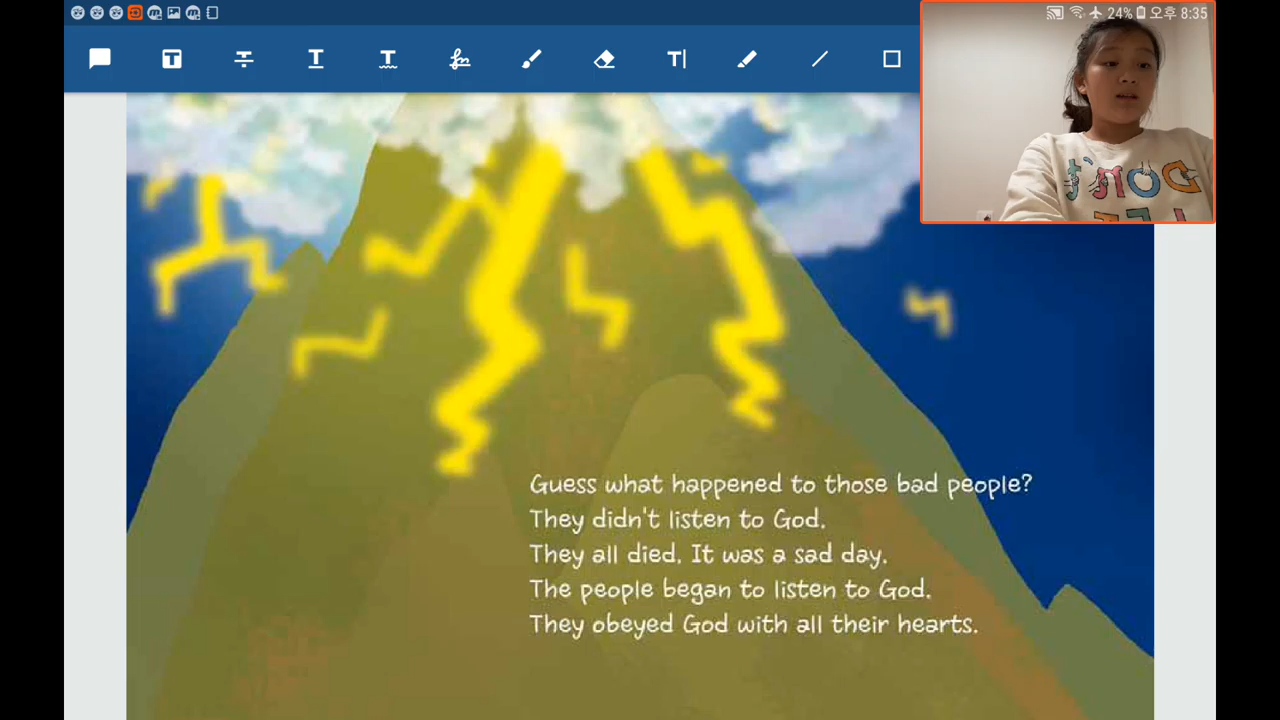 24% 오후 8:35
DON'T
Guess what happened to those bad people?
They didn't listen to God.
They all died. It was a sad day.
The people began to listen to God.
They obeyed God with all their hearts.